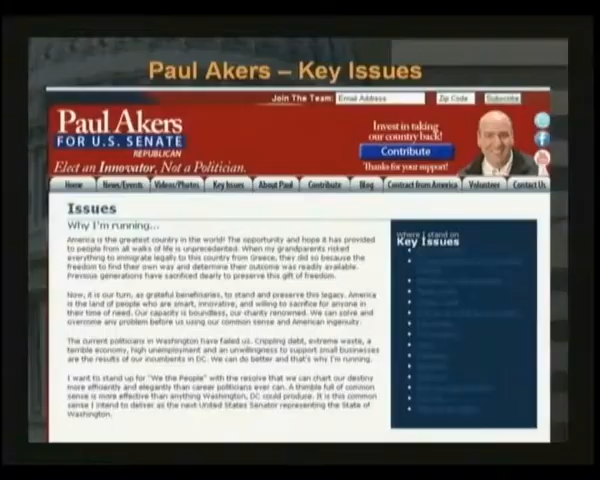 Paul Akers – Key Issues
Join The Team: Email Address Zip Code Subscribe
Paul Akers
FOR U.S. SENATE
REPUBLICAN
Elect an Innovator, Not a Politician.
Invest in taking
our country back!
Contribute
Thanks for your support!
Home News/Events Videos/Photos Key Issues About Paul Contribute Blog Contract from America Volunteer Contact Us
Issues
Why I'm running...
America is the greatest country in the world! The opportunity and hope it has provided
to people from all walks of life is unprecedented. When my grandparents risked
everything to immigrate legally to this country from Greece, they did so because the
freedom to find their own way and determine their outcome was readily available.
Previous generations have sacrificed dearly to preserve this gift of freedom.
Now, it is our turn, as grateful beneficiaries, to stand and preserve this legacy. America
is the land of people who are smart, innovative, and willing to sacrifice for anyone in
their time of need. Our capacity is boundless, our charity renowned. We can solve and
overcome any problem before us using our common sense and American ingenuity.
The current politicians in Washington have failed us. Crippling debt, extreme waste, a
terrible economy, high unemployment and an unwillingness to support small businesses
are the results of our incumbents in DC. We can do better and that's why I'm running.
I want to stand up for "We the People" with the resolve that we can chart our destiny
more efficiently and elegantly than career politicians ever can. A thimble full of common
sense is more effective than anything Washington, DC could produce. It is this common
sense I intend to deliver as the next United States Senator representing the State of
Washington.
Where I stand on
Key Issues